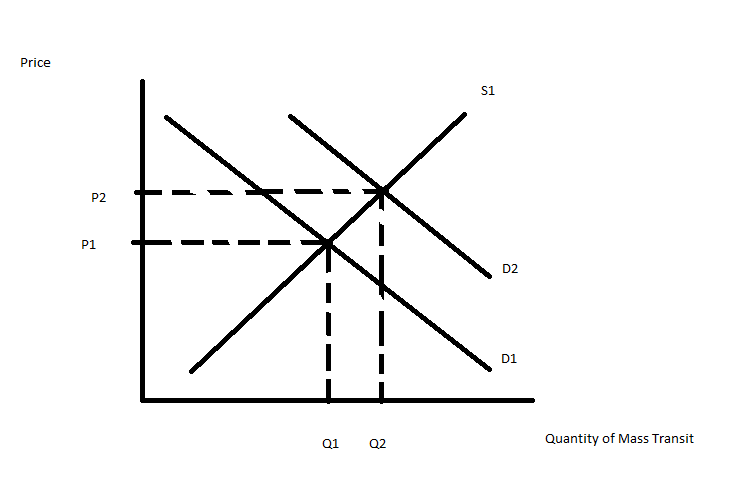 Price
S1
P2
P1
D2
D1
Q1 Q2
Quantity of Mass Transit